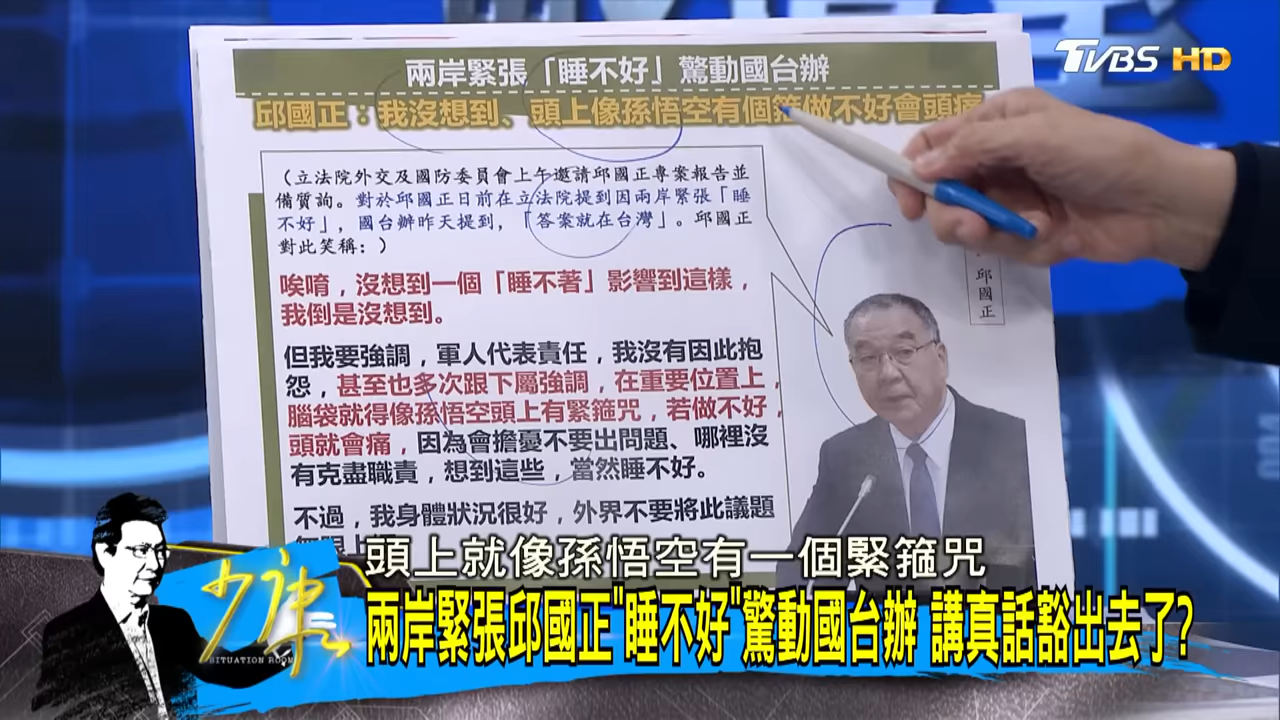 TVBS HD
兩岸緊張「睡不好」驚動國台辦
邱國正：我沒想到、頭上像孫悟空有個箍做不好會頭痛
（立法院外交及國防委員會上午邀請邱國正專案報告並
備質詢。對於邱國正日前在立法院提到因兩岸緊張「睡
不好」，國台辦昨天提到，「答案就在台灣」。邱國正
對此笑稱：）
唉唷，沒想到一個「睡不著」影響到這樣，
我倒是沒想到。
但我要強調，軍人代表責任，我沒有因此抱
怨，甚至也多次跟下屬強調，在重要位置上，
腦袋就得像孫悟空頭上有緊箍咒，若做不好，
頭就會痛，因為會擔憂不要出問題、哪裡沒
有克盡職責，想到這些，當然睡不好。
不過，我身體狀況很好，外界不要將此議題
邱國正
頭上就像孫悟空有一個緊箍咒
少康
SITUATION ROOM
兩岸緊張邱國正"睡不好"驚動國台辦 講真話豁出去了?